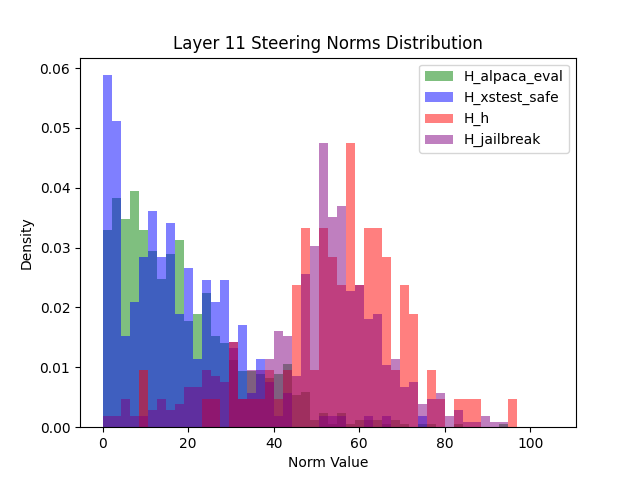 Layer 11 Steering Norms Distribution
H_alpaca_eval
H_xstest_safe
H_h
H_jailbreak
Density
0.06
0.05
0.04
0.03
0.02
0.01
0.00
0 20 40 60 80 100
Norm Value